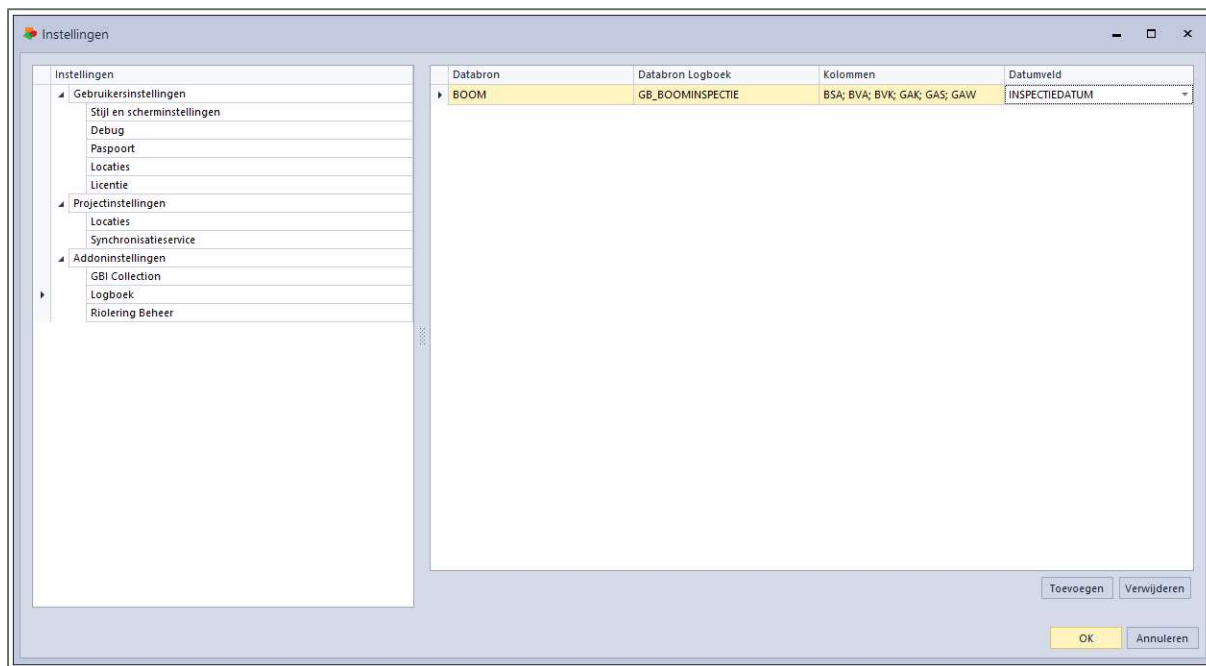 Instellingen
Instellingen
Gebruikersinstellingen
Stijl en scherminstellingen
Debug
Paspoort
Locaties
Licentie
Projectinstellingen
Locaties
Synchronisatieservice
Addoninstellingen
GBI Collection
Logboek
Riolering Beheer
Databron Databron Logboek Kolommen Datumveld
BOOM GB_BOOMINSPECTIE BSA; BVA; BVK; GAK; GAS; GAW INSPECTIEDATUM
Toevoegen Verwijderen
OK Annuleren